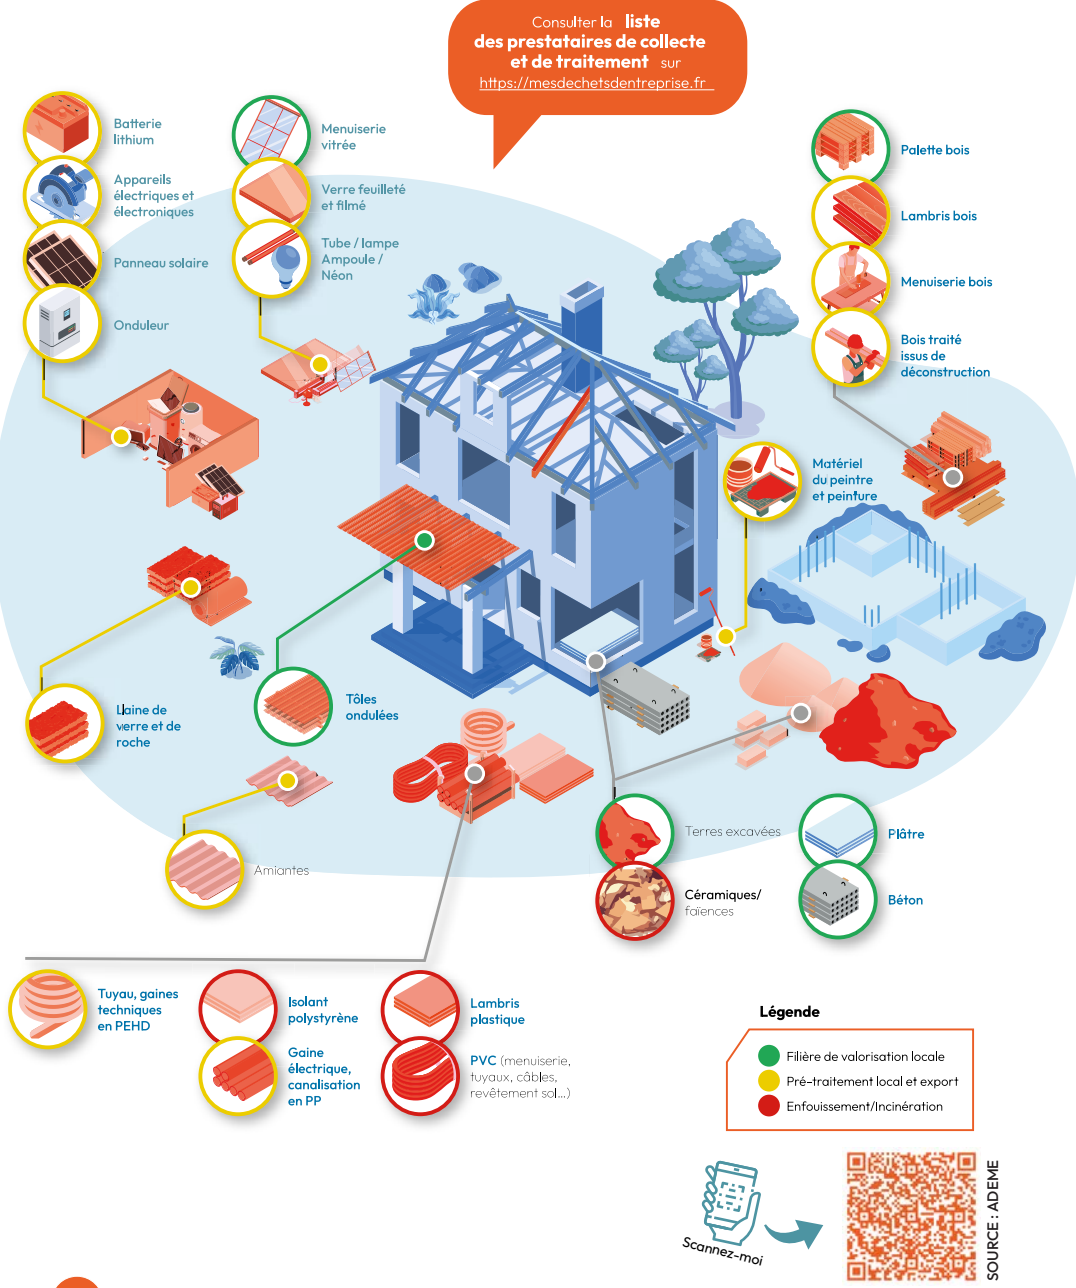 Consulter la liste
des prestataires de collecte
et de traitement sur
https://mesdechetsdentreprise.fr
Batterie
lithium
Appareils
électriques et
électroniques
Panneau solaire
Onduleur
Menuiserie
vitrée
Verre feuilleté
et filmé
Tube / lampe
Ampoule /
Néon
Palette bois
Lambris bois
Menuiserie bois
Bois traité
issus de
déconstruction
Matériel
du peintre
et peinture
Laine de
verre et de
roche
Tôles
ondulées
Amiantes
Terres excavées
Plâtre
Céramiques/
faïences
Béton
Tuyau, gaines
techniques
en PEHD
Isolant
polystyrène
Gaine
électrique,
canalisation
en PP
Lambris
plastique
PVC (menuiserie,
tuyaux, câbles,
revêtement sol...)
Légende
Filière de valorisation locale
Pré-traitement local et export
Enfouissement/Incinération
Scannez-moi
SOURCE : ADEME